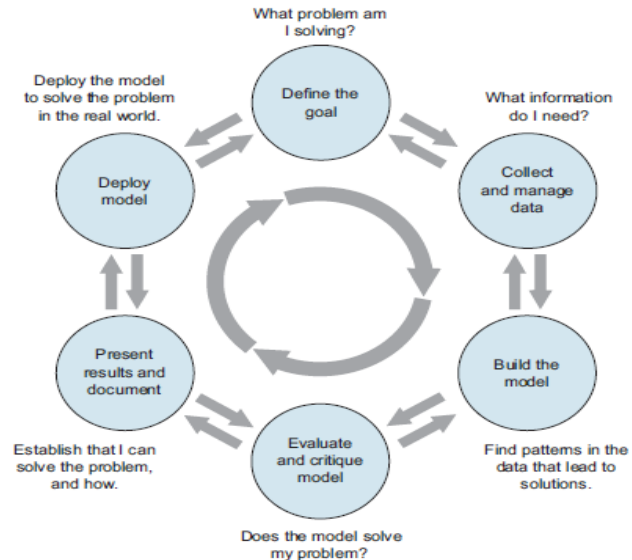 What problem am
I solving?
Define the
goal
What information
do I need?
Collect
and manage
data
Build the
model
Find patterns in the
data that lead to
solutions.
Evaluate
and critique
model
Does the model solve
my problem?
Present
results and
document
Establish that I can
solve the problem,
and how.
Deploy
model
Deploy the model
to solve the problem
in the real world.